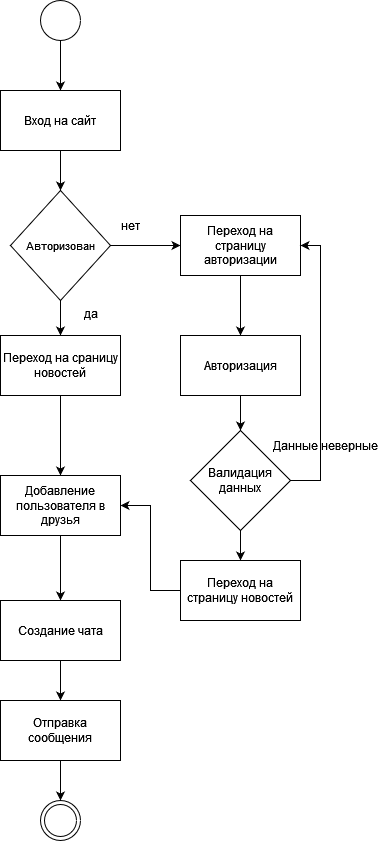 Вход на сайт
Авторизован
нет
Переход на
страницу
авторизации
да
Переход на сраницу
новостей
Авторизация
Данные неверные
Валидация
данных
Добавление
пользователя в
друзья
Переход на
страницу новостей
Создание чата
Отправка
сообщения